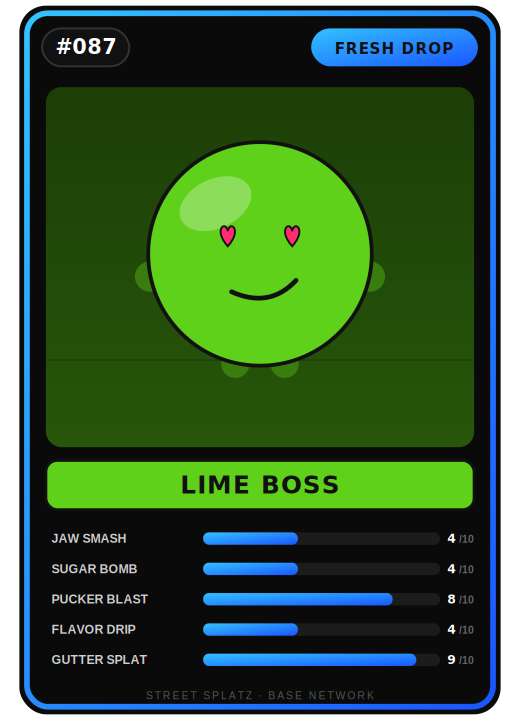 #087
FRESH DROP
LIME BOSS
JAW SMASH 4 /10
SUGAR BOMB 4 /10
PUCKER BLAST 8 /10
FLAVOR DRIP 4 /10
GUTTER SPLAT 9 /10
STREET SPLATZ · BASE NETWORK